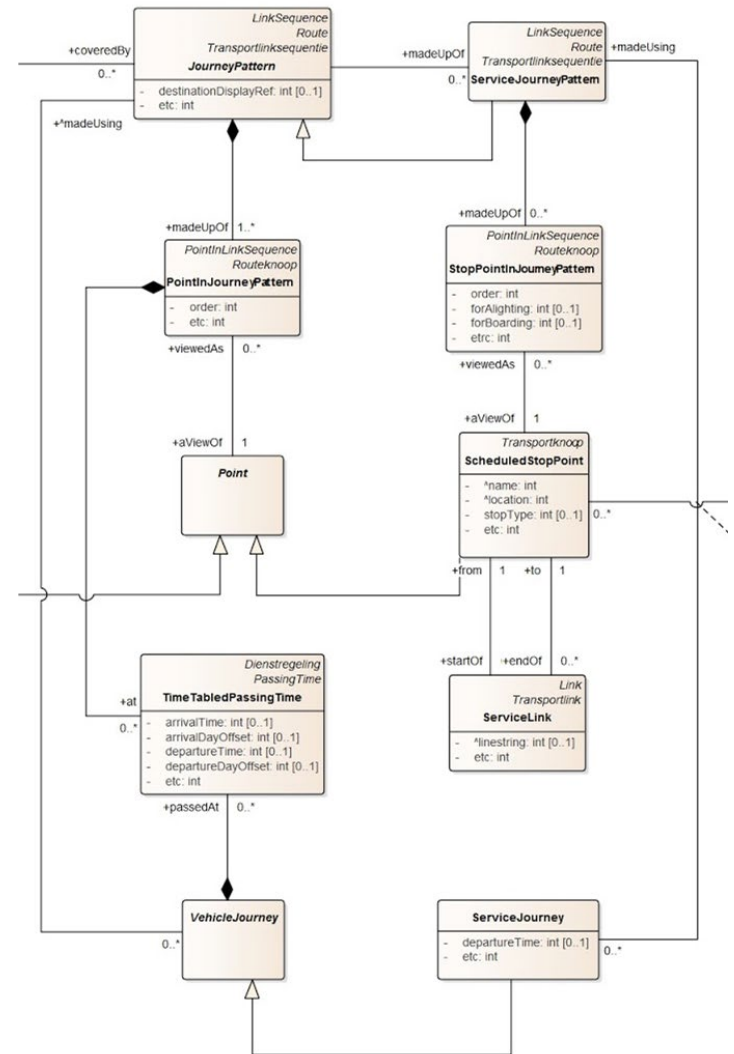 LinkSequence
Route
Transportlinksequentie
JourneyPattern
- destinationDisplayRef: int [0..1]
- etc: int
+coveredBy
0..*
+^madeUsing
+madeUpOf
0..*
LinkSequence
Route
Transportlinksequentie
ServiceJourneyPattern
+madeUsing
+madeUpOf 1..*
PointInLinkSequence
Routeknoop
PointInJourneyPattern
- order: int
- etc: int
+viewedAs 0..*
+madeUpOf 0..*
PointInLinkSequence
Routeknoop
StopPointInJourneyPattern
- order: int
- forAlighting: int [0..1]
- forBoarding: int [0..1]
- etrc: int
+viewedAs 0..*
+aViewOf 1
Point
+aViewOf 1
Transportknoop
ScheduledStopPoint
- ^name: int
- ^location: int
- stopType: int [0..1]
- etc: int
0..*
+from 1 +to 1
+startOf +endOf 0..*
Link
Transportlink
ServiceLink
- ^linestring: int [0..1]
- etc: int
Dienstregeling
PassingTime
TimeTabledPassingTime
- arrivalTime: int [0..1]
- arrivalDayOffset: int [0..1]
- departureTime: int [0..1]
- departureDayOffset: int [0..1]
- etc: int
+at
0..*
+passedAt 0..*
VehicleJourney
0..*
ServiceJourney
- departureTime: int [0..1]
- etc: int
0..*